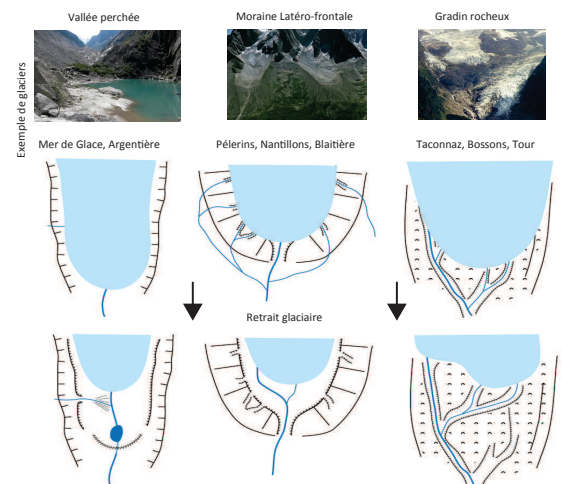 Vallée perchée
Moraine Latéro-frontale
Gradin rocheux
Exemple de glaciers
Mer de Glace, Argentière
Pélerins, Nantillons, Blaitière
Taconnaz, Bossons, Tour
Retrait glaciaire